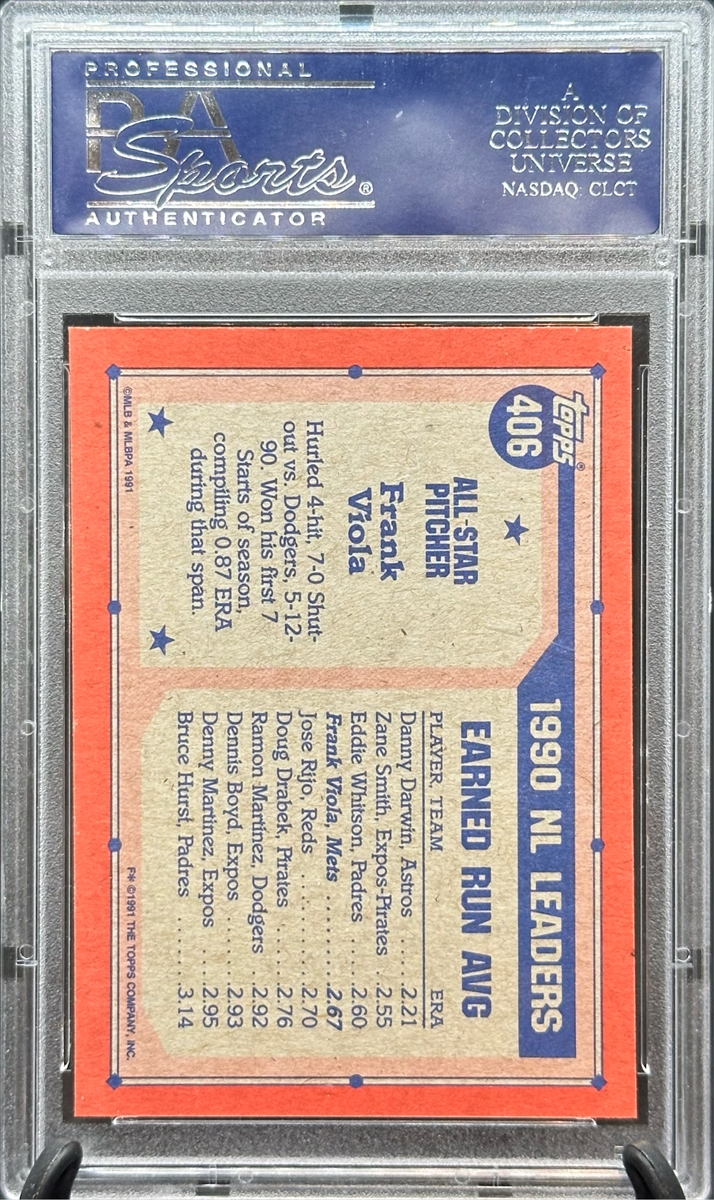 PROFESSIONAL
PSA
Sports®
AUTHENTICATOR
A
DIVISION OF
COLLECTORS
UNIVERSE
NASDAQ: CLCT
topps®
406
ALL-STAR
PITCHER
Frank
Viola
Hurled 4-hit, 7-0 Shut-
out vs. Dodgers, 5-12-
90. Won his first 7
Starts of season,
compiling 0.87 ERA
during that span.
©MLB & MLBPA 1991
1990 NL LEADERS
EARNED RUN AVG
PLAYER, TEAM ERA
Danny Darwin, Astros ....2.21
Zane Smith, Expos-Pirates .2.55
Eddie Whitson, Padres ....2.60
Frank Viola, Mets ........2.67
Jose Rijo, Reds ........2.70
Doug Drabek, Pirates .....2.76
Ramon Martinez, Dodgers ..2.92
Dennis Boyd, Expos ......2.93
Denny Martinez, Expos ...2.95
Bruce Hurst, Padres ......3.14
F* ©1991 THE TOPPS COMPANY, INC.